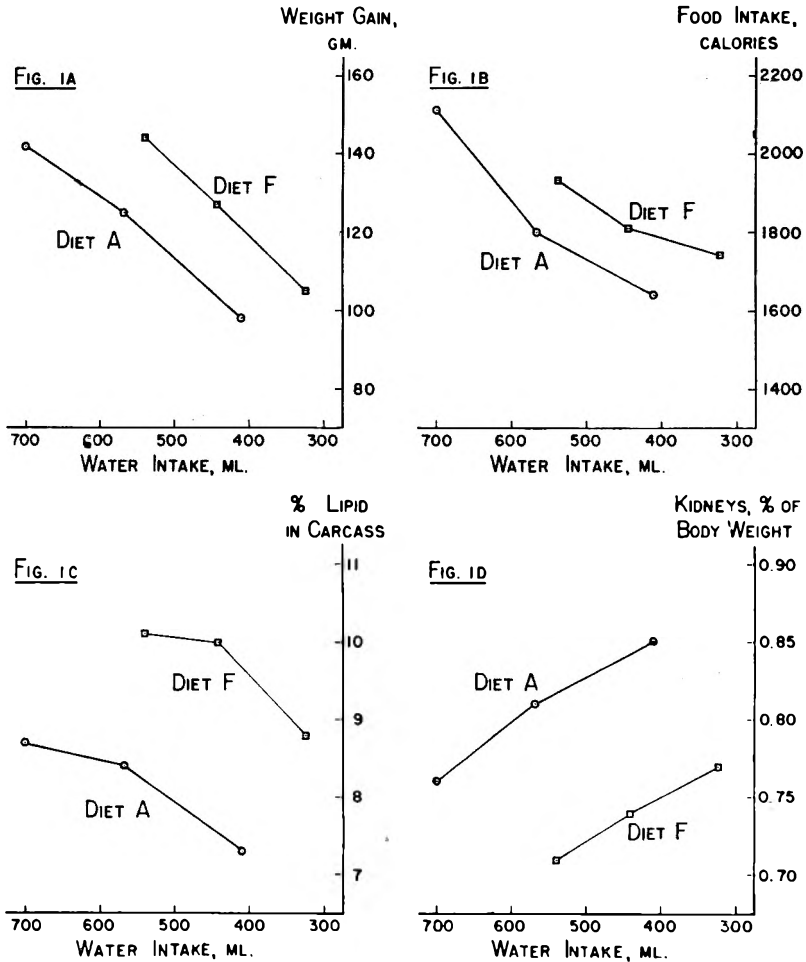 WEIGHT GAIN,
GM.
FIG. 1A
160
140
120
100
80
DIET F
DIET A
700 600 500 400 300
WATER INTAKE, ML.
FOOD INTAKE,
CALORIES
FIG. 1B
2200
2000
1800
1600
1400
DIET F
DIET A
700 600 500 400 300
WATER INTAKE, ML.
% LIPID
IN CARCASS
FIG. 1C
11
10
9
8
7
DIET F
DIET A
700 600 500 400 300
WATER INTAKE, ML.
KIDNEYS, % OF
BODY WEIGHT
FIG. 1D
0.90
0.85
0.80
0.75
0.70
DIET A
DIET F
700 600 500 400 300
WATER INTAKE, ML.